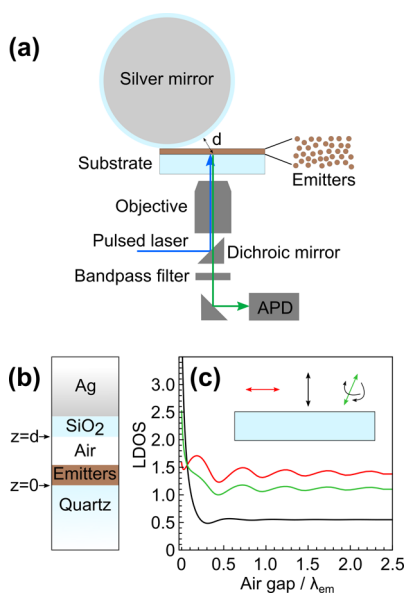 (a)
Silver mirror
d
Substrate
Emitters
Objective
Pulsed laser
Dichroic mirror
Bandpass filter
APD
(b)
Ag
SiO2
z=d
Air
Emitters
z=0
Quartz
(c)
LDOS
3.5
3.0
2.5
2.0
1.5
1.0
0.5
0
0.0 0.5 1.0 1.5 2.0 2.5
Air gap / λem